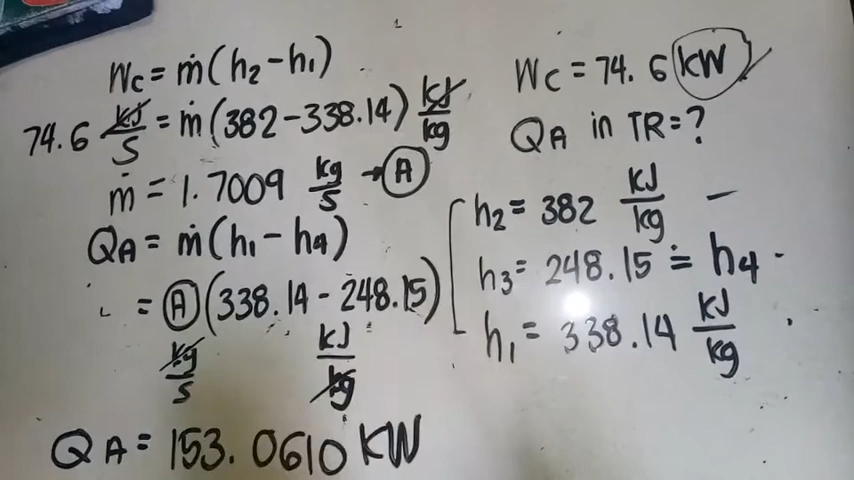 Wc = ṁ(h₂-h₁)
74.6 kJ/s = ṁ(382-338.14) kJ/kg
ṁ = 1.7009 kg/s → A
QA = ṁ(h₁-h₄)
= A (338.14 - 248.15)
kg/s kJ/kg
QA = 153.0610 KW
Wc = 74.6 KW
QA in TR = ?
h₂ = 382 kJ/kg
h₃ = 248.15 ≐ h₄
h₁ = 338.14 kJ/kg